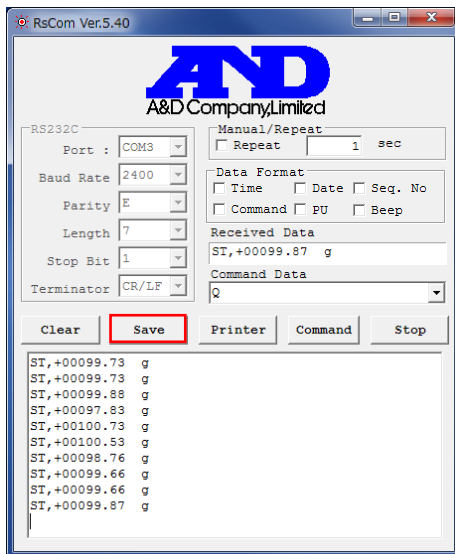 RsCom Ver.5.40
AND
A&D Company,Limited
RS232C
Port : COM3
Baud Rate 2400
Parity E
Length 7
Stop Bit 1
Terminator CR/LF
Manual/Repeat
Repeat 1 sec
Data Format
Time Date Seq. No
Command PU Beep
Received Data
ST,+00099.87 g
Command Data
Q
Clear Save Printer Command Stop
ST,+00099.73 g
ST,+00099.73 g
ST,+00099.88 g
ST,+00097.83 g
ST,+00100.73 g
ST,+00100.53 g
ST,+00098.76 g
ST,+00099.66 g
ST,+00099.66 g
ST,+00099.87 g